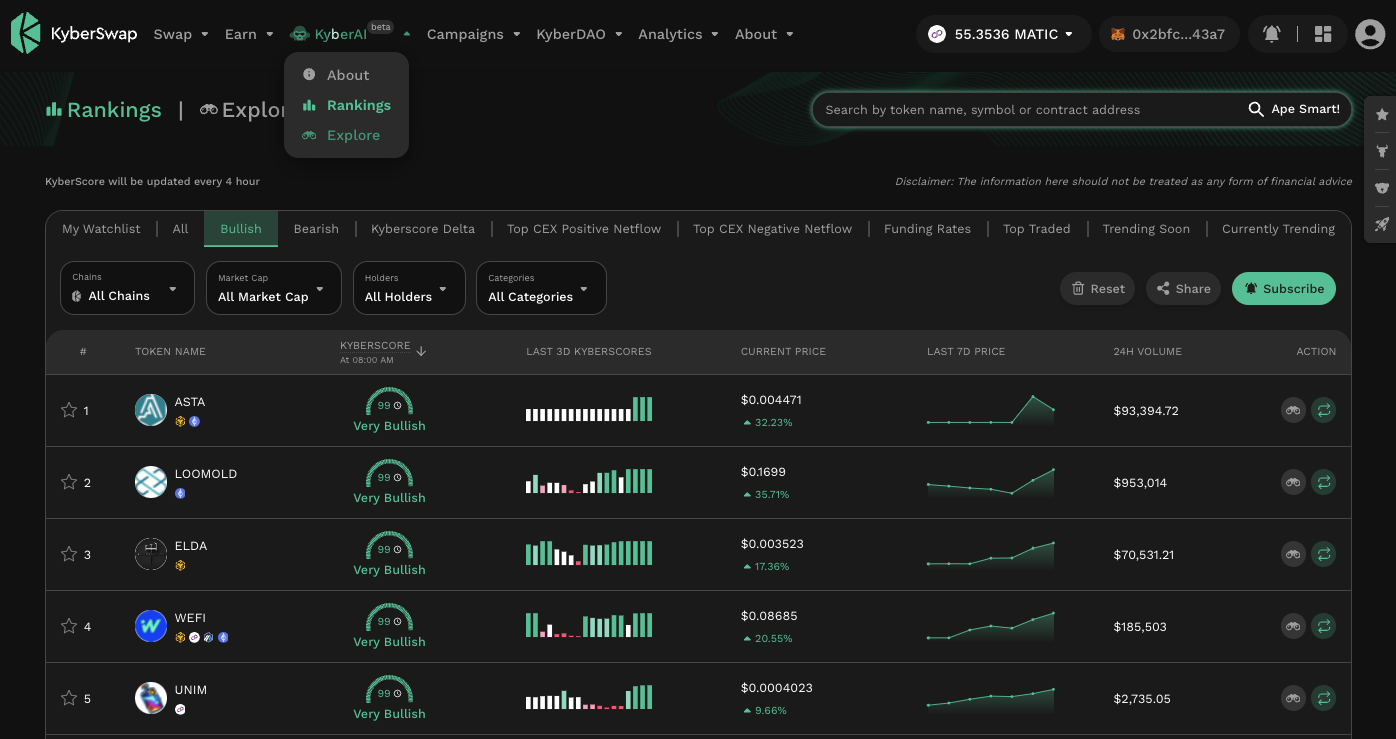 KyberSwap Swap Earn KyberAI beta Campaigns KyberDAO Analytics About 55.3536 MATIC 0x2bfc...43a7
About
Rankings
Explore
Rankings | Explor
Search by token name, symbol or contract address Ape Smart!
KyberScore will be updated every 4 hour
Disclaimer: The information here should not be treated as any form of financial advice
My Watchlist | All Bullish Bearish | Kyberscore Delta | Top CEX Positive Netflow | Top CEX Negative Netflow | Funding Rates | Top Traded | Trending Soon | Currently Trending
Chains Market Cap Holders Categories
All Chains All Market Cap All Holders All Categories Reset Share Subscribe
# TOKEN NAME KYBERSCORE LAST 3D KYBERSCORES CURRENT PRICE LAST 7D PRICE 24H VOLUME ACTION
At 08:00 AM
1 ASTA 99 $0.004471 $93,394.72
Very Bullish 32.23%
2 LOOMOLD 99 $0.1699 $953,014
Very Bullish 35.71%
3 ELDA 99 $0.003523 $70,531.21
Very Bullish 17.36%
4 WEFI 99 $0.08685 $185,503
Very Bullish 20.55%
5 UNIM 99 $0.0004023 $2,735.05
Very Bullish 9.66%